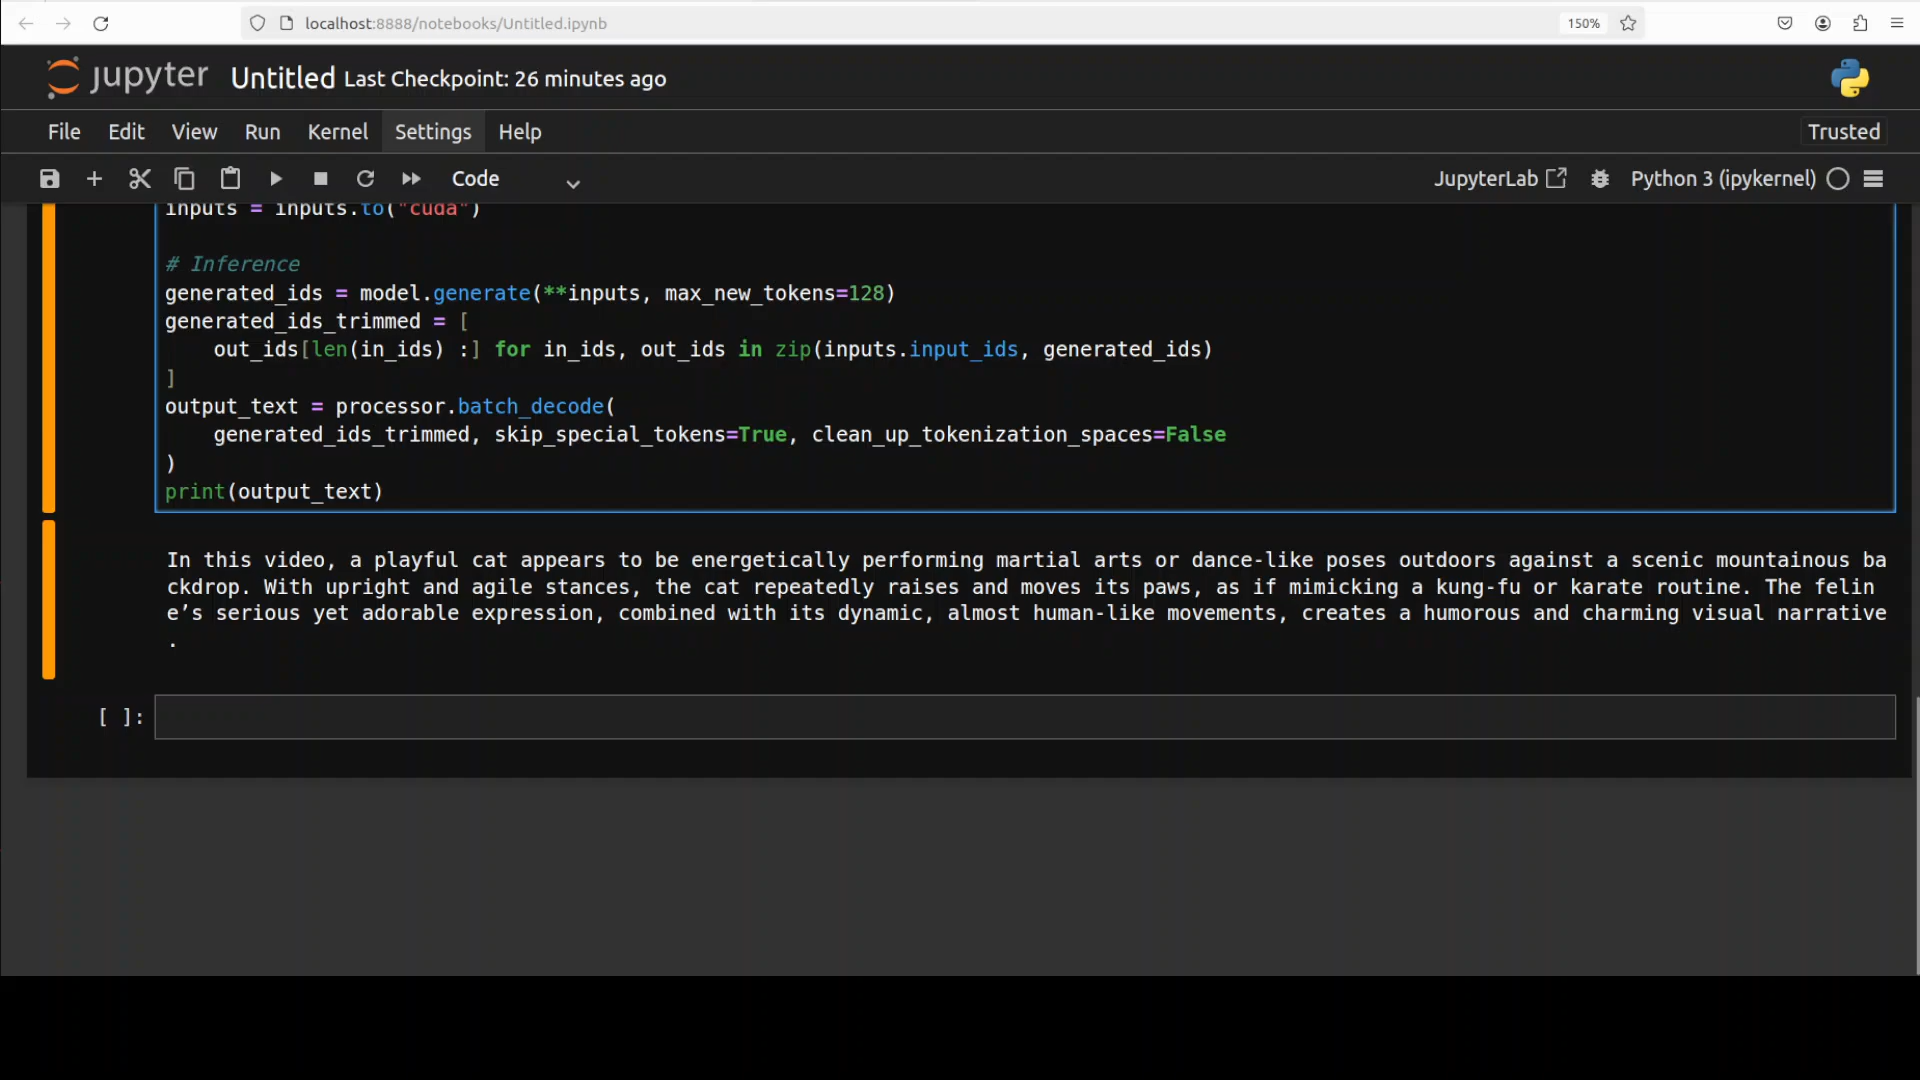 localhost:8888/notebooks/Untitled.ipynb
150%
jupyter Untitled Last Checkpoint: 26 minutes ago
File Edit View Run Kernel Settings Help
Trusted
Code
JupyterLab
Python 3 (ipykernel)
inputs = inputs.to("cuda")
# Inference
generated_ids = model.generate(**inputs, max_new_tokens=128)
generated_ids_trimmed = [
    out_ids[len(in_ids) :] for in_ids, out_ids in zip(inputs.input_ids, generated_ids)
]
output_text = processor.batch_decode(
    generated_ids_trimmed, skip_special_tokens=True, clean_up_tokenization_spaces=False
)
print(output_text)
In this video, a playful cat appears to be energetically performing martial arts or dance-like poses outdoors against a scenic mountainous ba
ckdrop. With upright and agile stances, the cat repeatedly raises and moves its paws, as if mimicking a kung-fu or karate routine. The felin
e’s serious yet adorable expression, combined with its dynamic, almost human-like movements, creates a humorous and charming visual narrative
.
[ ]: